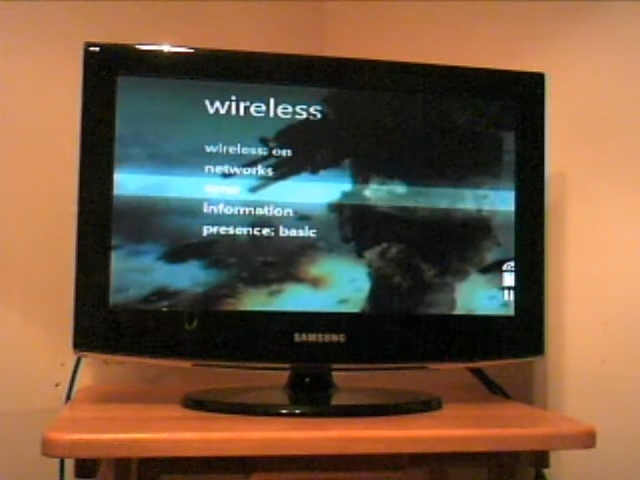 wireless
wireless: on
networks
information
presence: basic
SAMSUNG